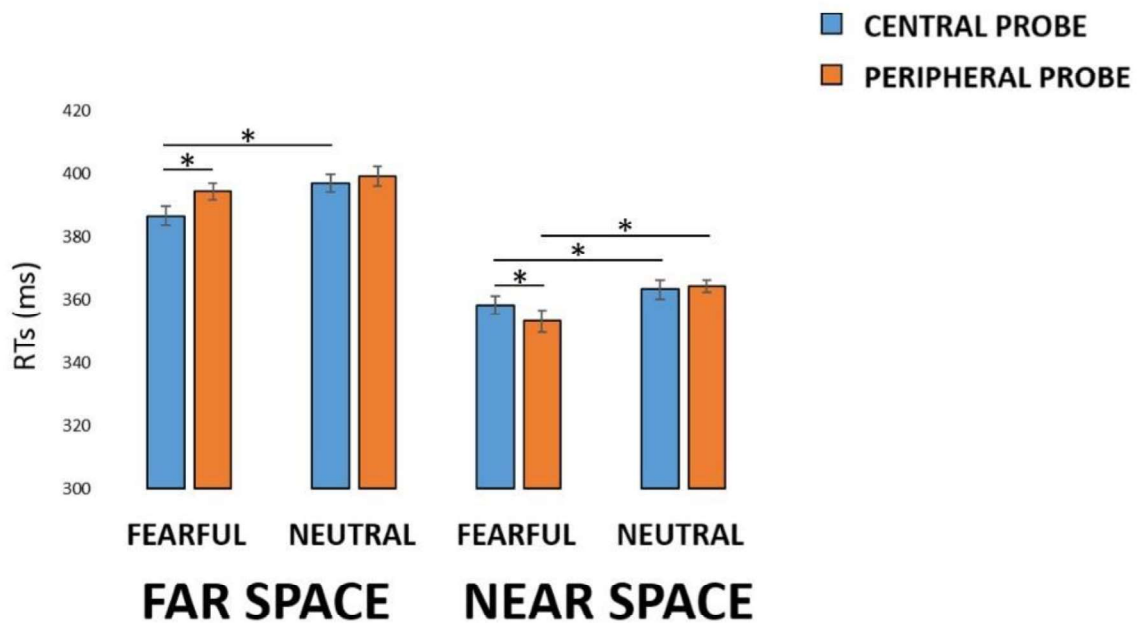 CENTRAL PROBE
PERIPHERAL PROBE
RTs (ms)
420
400
380
360
340
320
300
*
*
*
*
*
FEARFUL NEUTRAL FEARFUL NEUTRAL
FAR SPACE NEAR SPACE